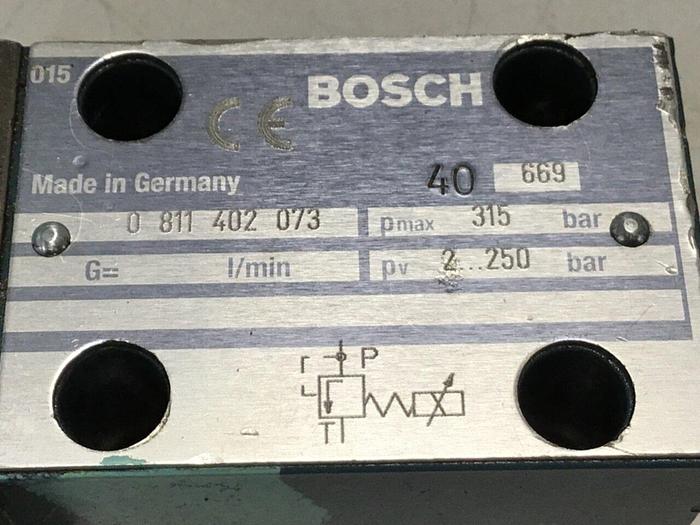 015
CE BOSCH
Made in Germany 40 669
0 811 402 073 pmax 315 bar
G= l/min pv 2...250 bar
P
T